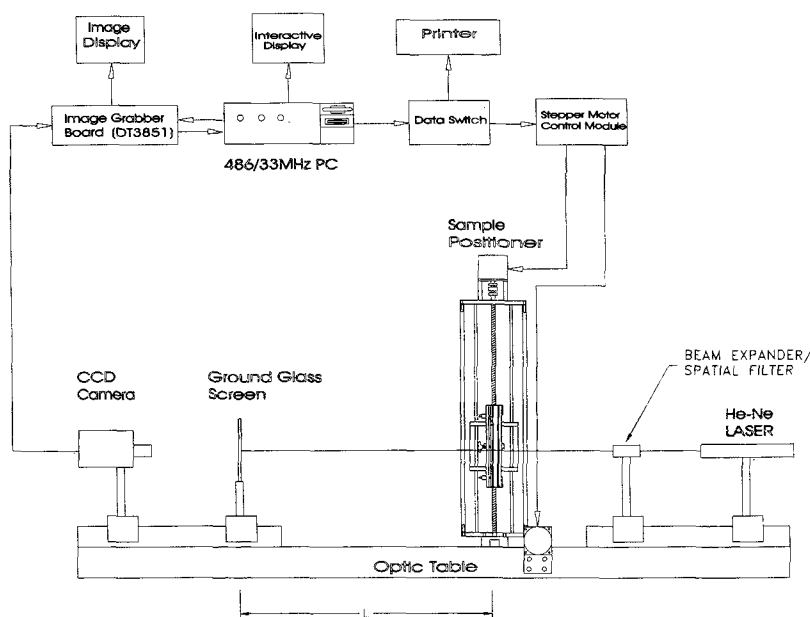 Image
Display
Interactive
Display
Printer
Image Grabber
Board (DT3851)
486/33MHz PC
Data Switch
Stepper Motor
Control Module
Sample
Positioner
BEAM EXPANDER/
SPATIAL FILTER
CCD
Camera
Ground Glass
Screen
He-Ne
LASER
Optic Table
L